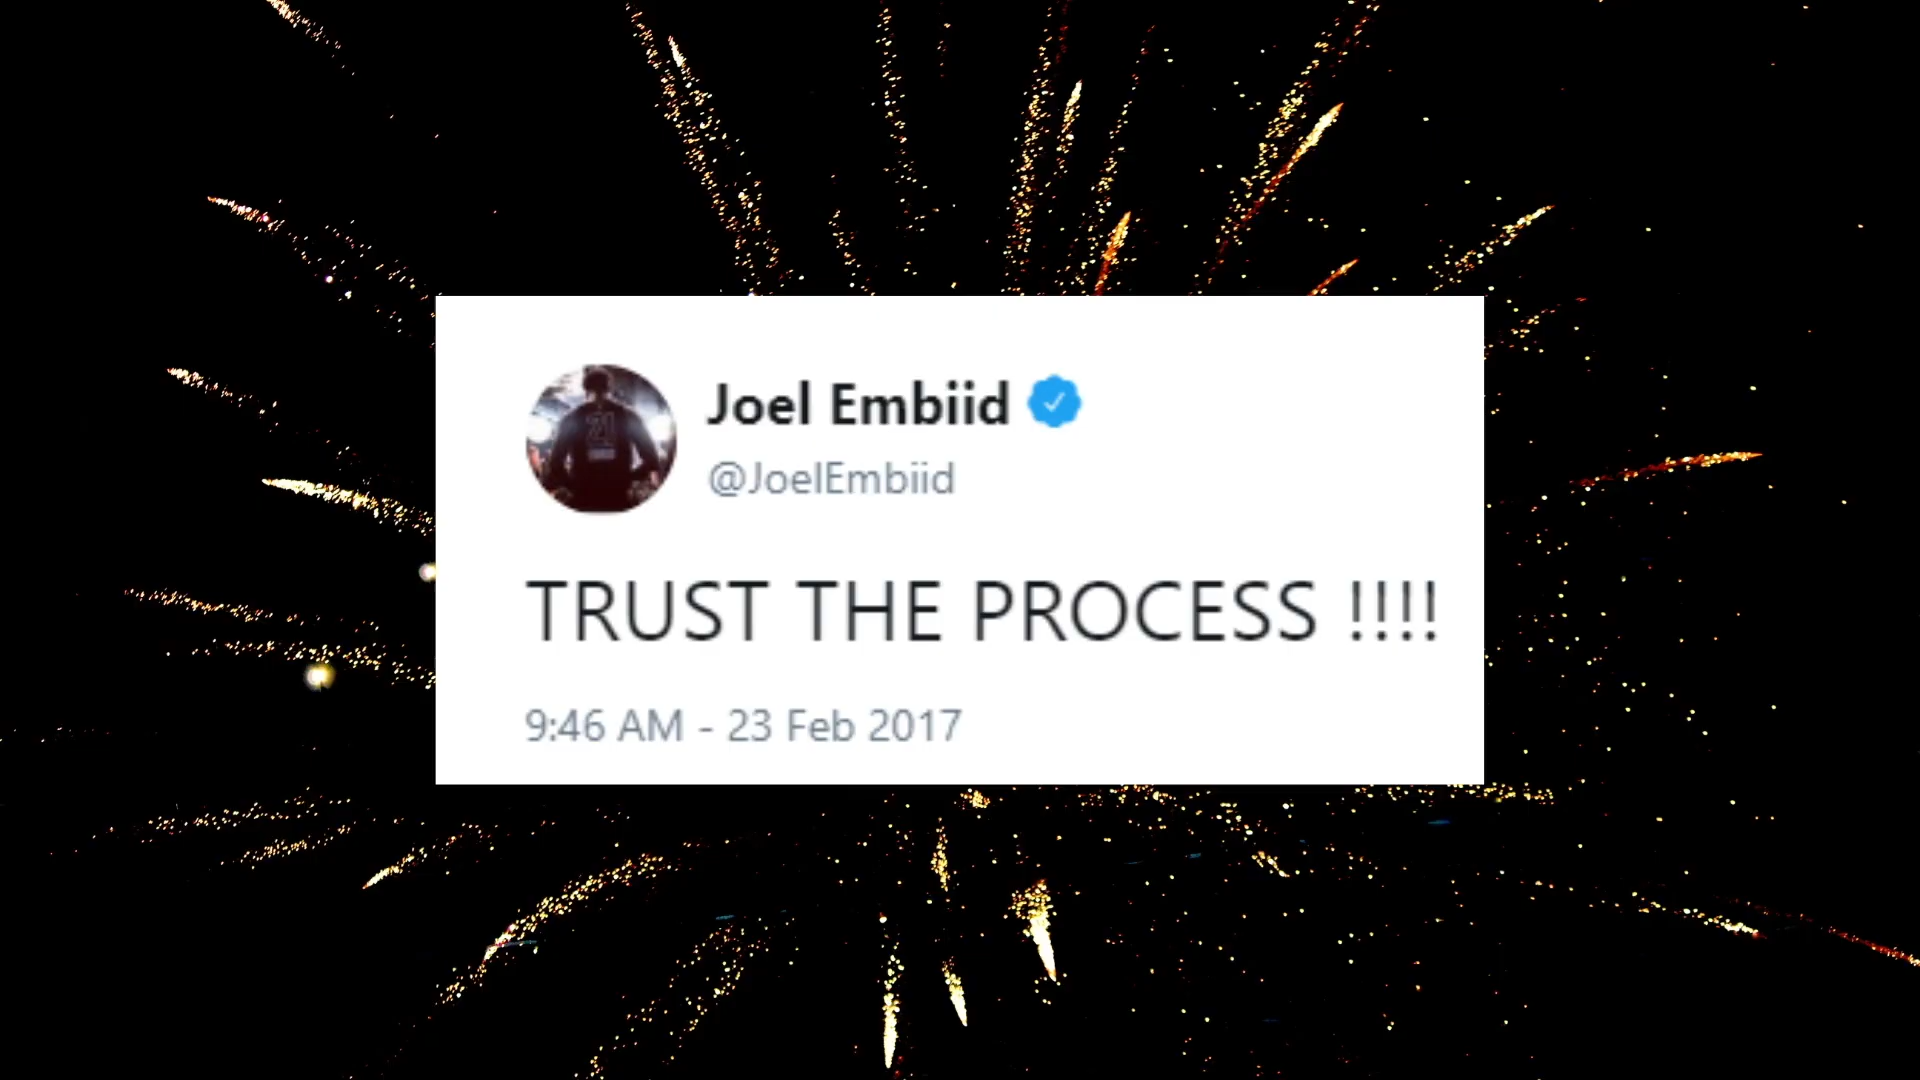 Joel Embiid
@JoelEmbiid
TRUST THE PROCESS !!!!
9:46 AM - 23 Feb 2017